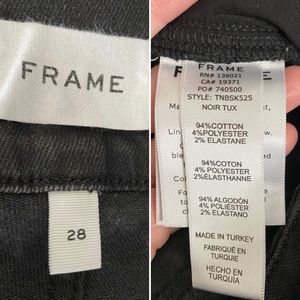 FRAME
28
FRAME
RN# 139021
CA# 19371
PO# 740500
STYLE: TNBSK525
NOIR TUX
94%COTTON
4%POLYESTER
2% ELASTANE
94%COTON
4%POLYESTER
2%ÉLASTHANNE
94% ALGODÓN
4% POLIÉSTER
2% ELASTANO
MADE IN TURKEY
FABRIQUÉ EN
TURQUIE
HECHO EN
TURQUÍA